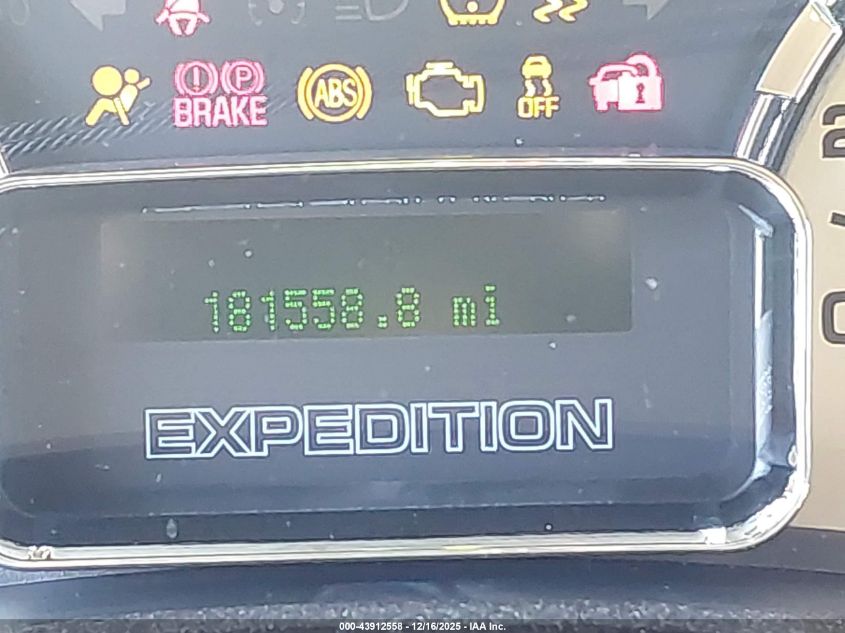 BRAKE
ABS
OFF
181558.8 mi
EXPEDITION
000-43912558 - 12/16/2025 - IAA Inc.